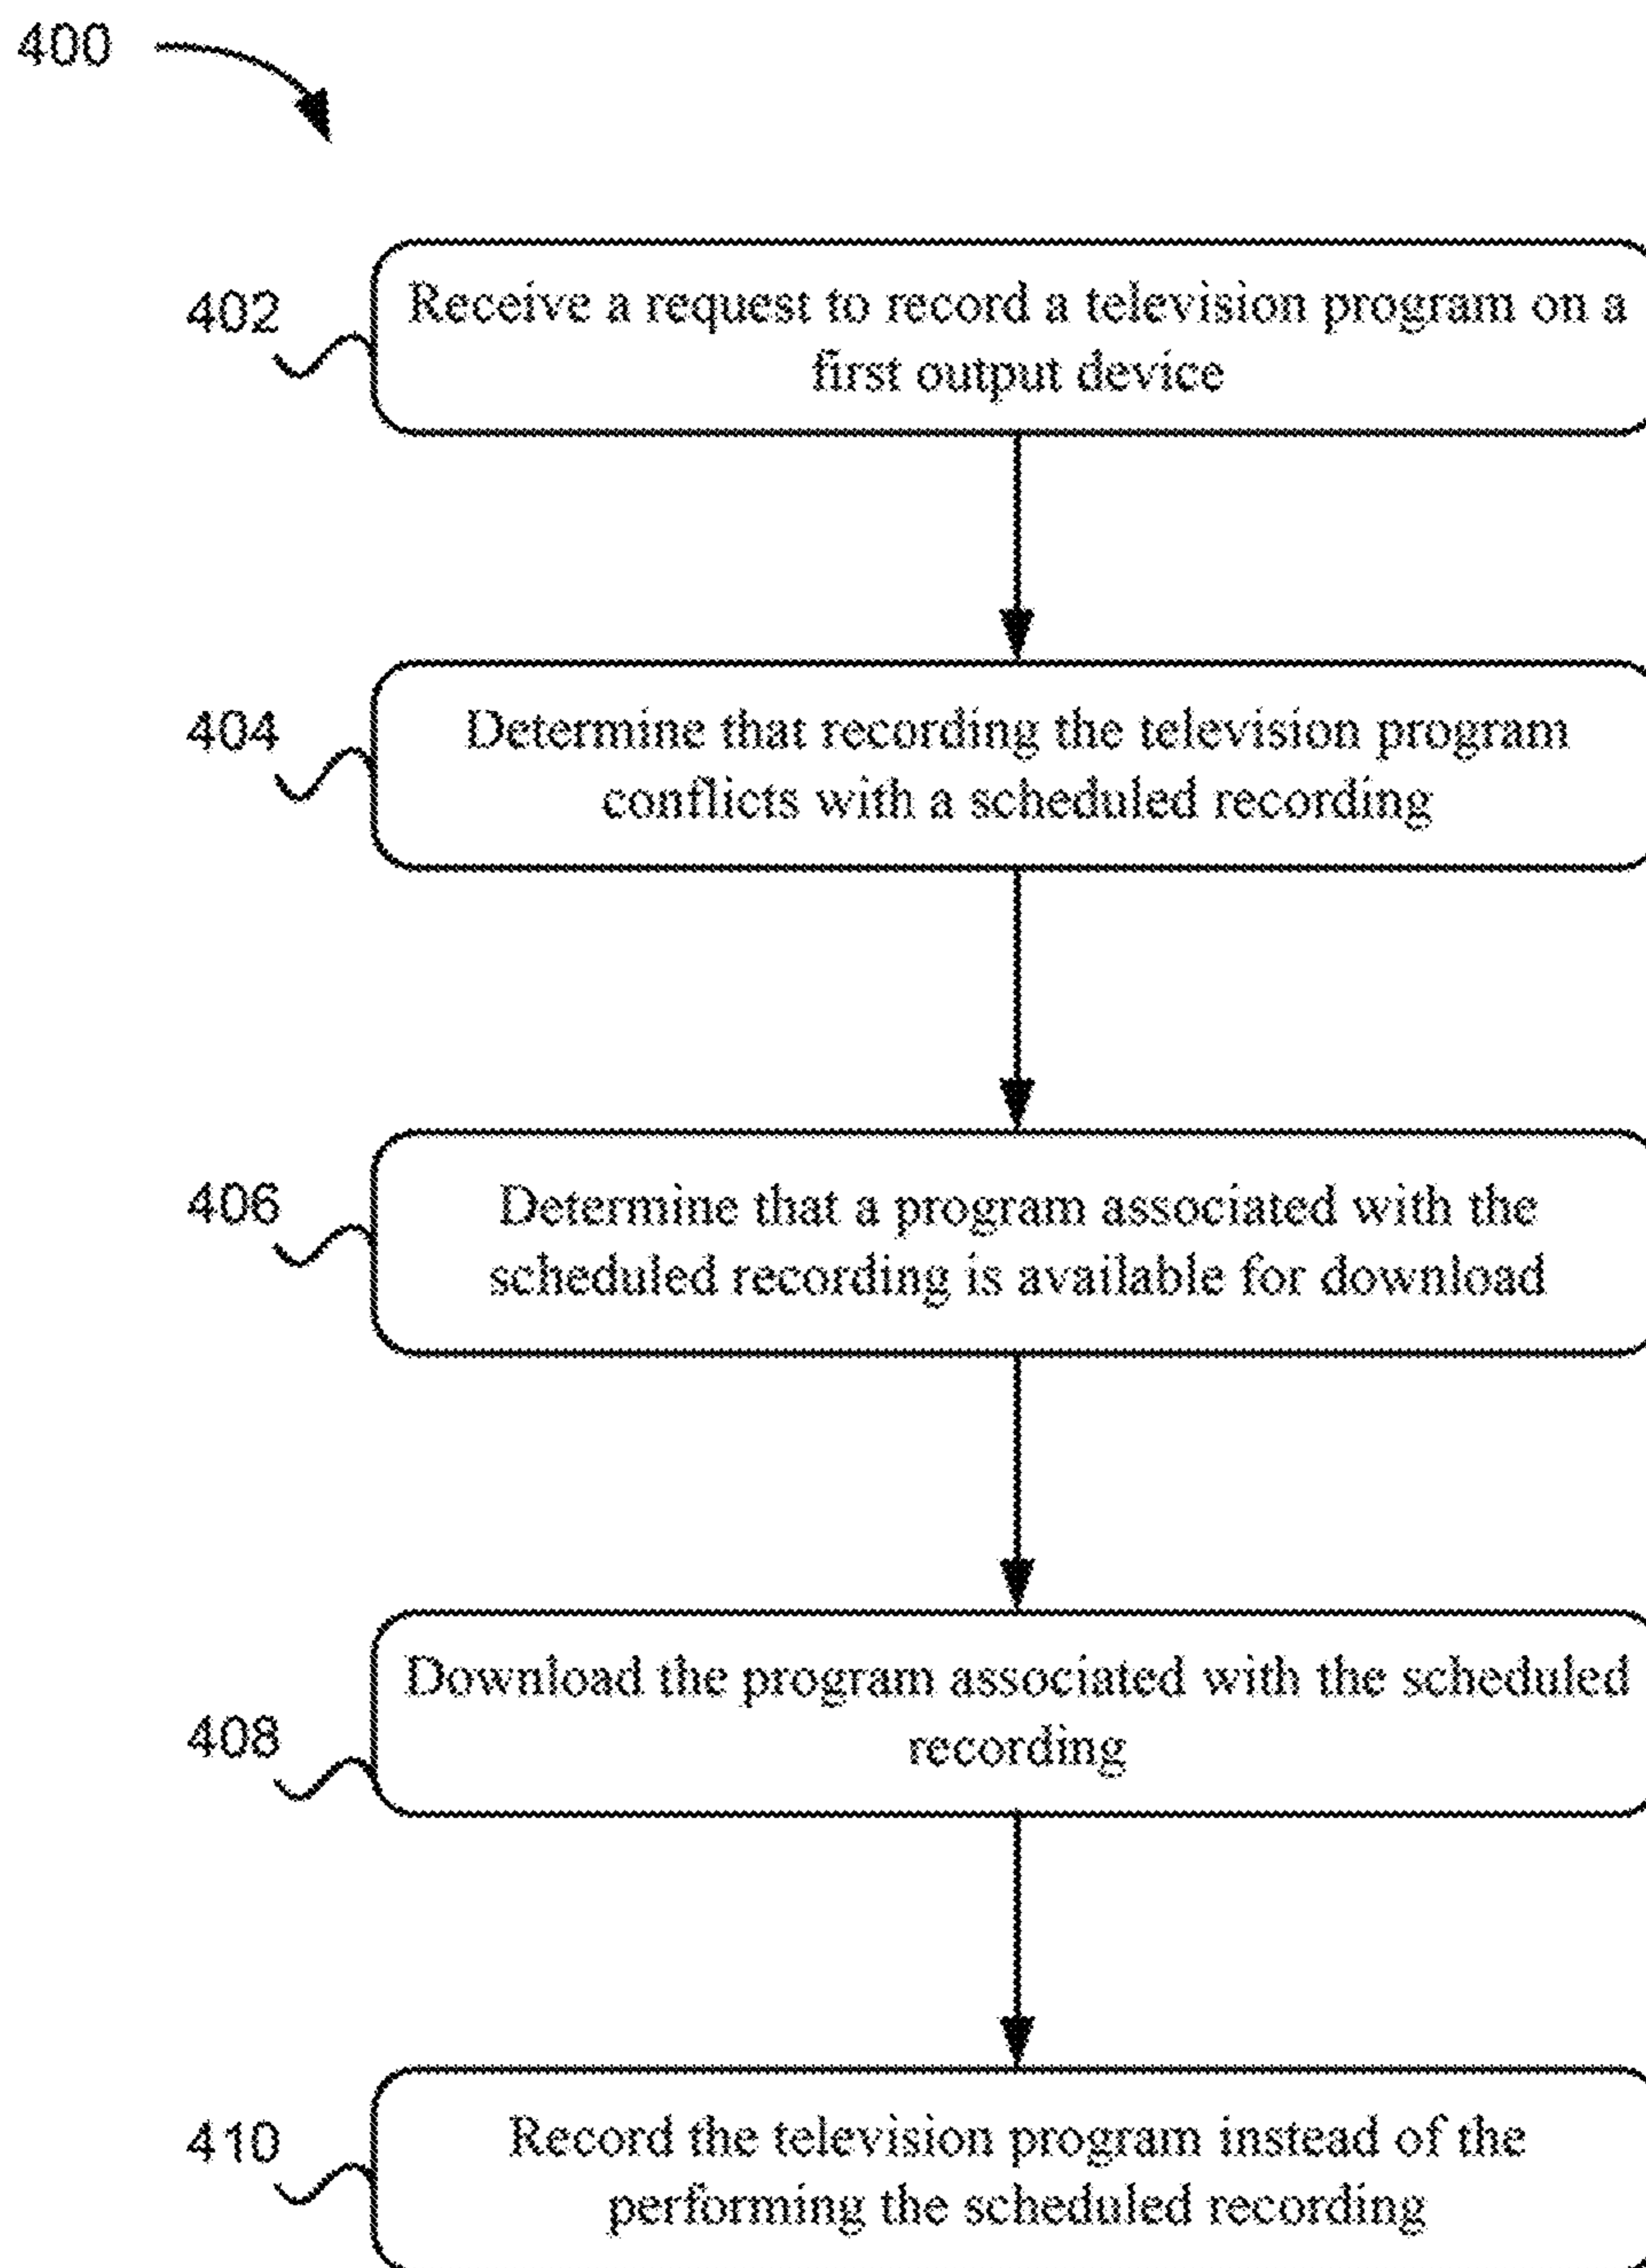 400
402
Receive a request to record a television program on a
first output device
404
Determine that recording the television program
conflicts with a scheduled recording
406
Determine that a program associated with the
scheduled recording is available for download
408
Download the program associated with the scheduled
recording
410
Record the television program instead of the
performing the scheduled recording